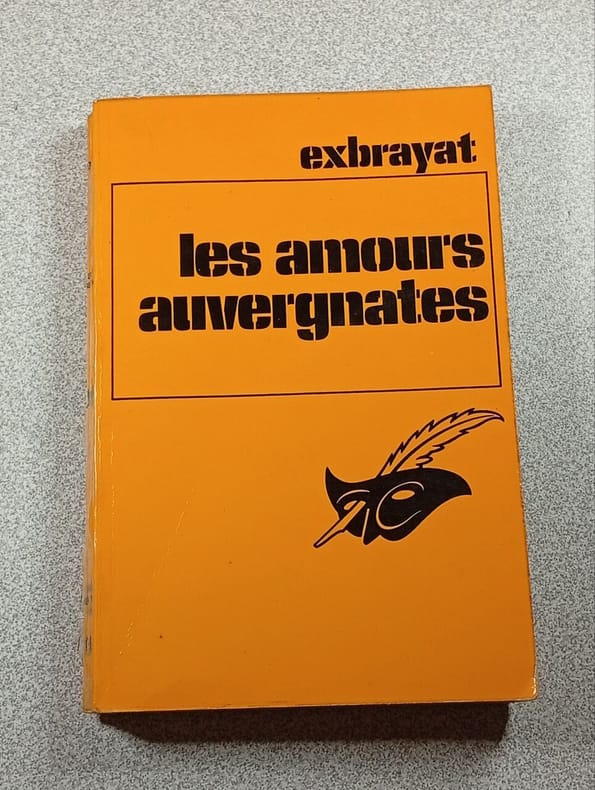 exbrayat
les amours
auvergnates